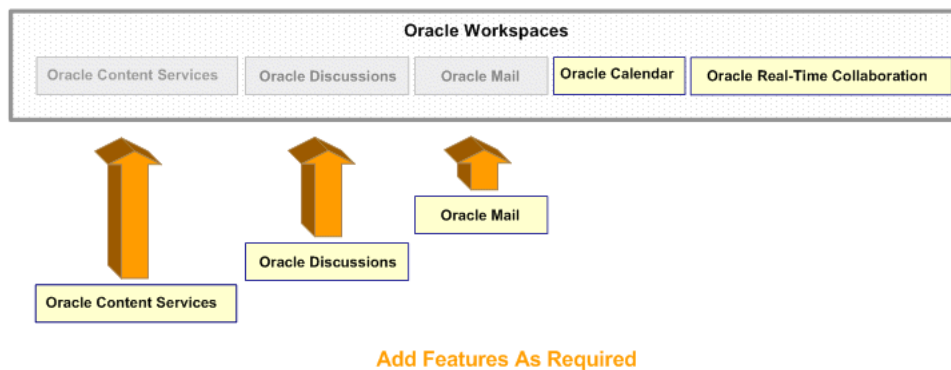 Oracle Workspaces
Oracle Content Services
Oracle Discussions
Oracle Mail
Oracle Calendar
Oracle Real-Time Collaboration
Oracle Mail
Oracle Discussions
Oracle Content Services
Add Features As Required